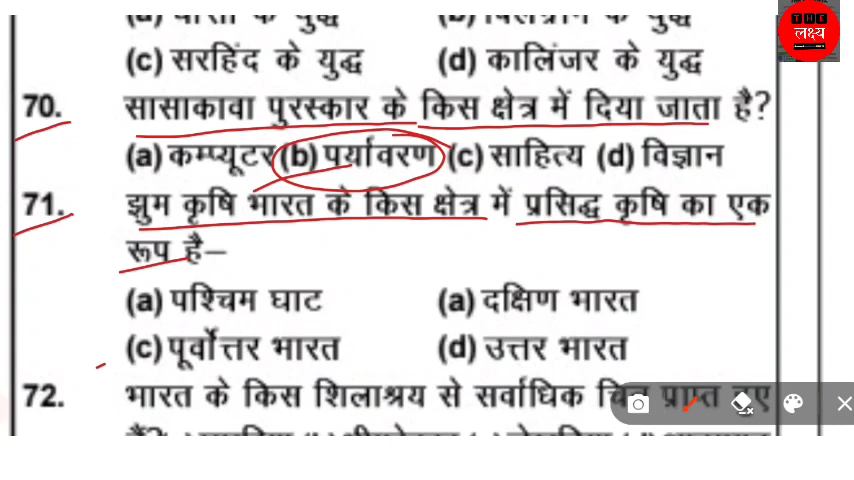 (c) सरहिंद के युद्ध (d) कालिंजर के युद्ध
70. सासाकावा पुरस्कार के किस क्षेत्र में दिया जाता है?
(a) कम्प्यूटर (b) पर्यावरण (c) साहित्य (d) विज्ञान
71. झुम कृषि भारत के किस क्षेत्र में प्रसिद्ध कृषि का एक
रूप है–
(a) पश्चिम घाट (a) दक्षिण भारत
(c) पूर्वोत्तर भारत (d) उत्तर भारत
72. भारत के किस शिलाश्रय से सर्वाधिक चित्र प्राप्त हुए
THE
लक्ष्य